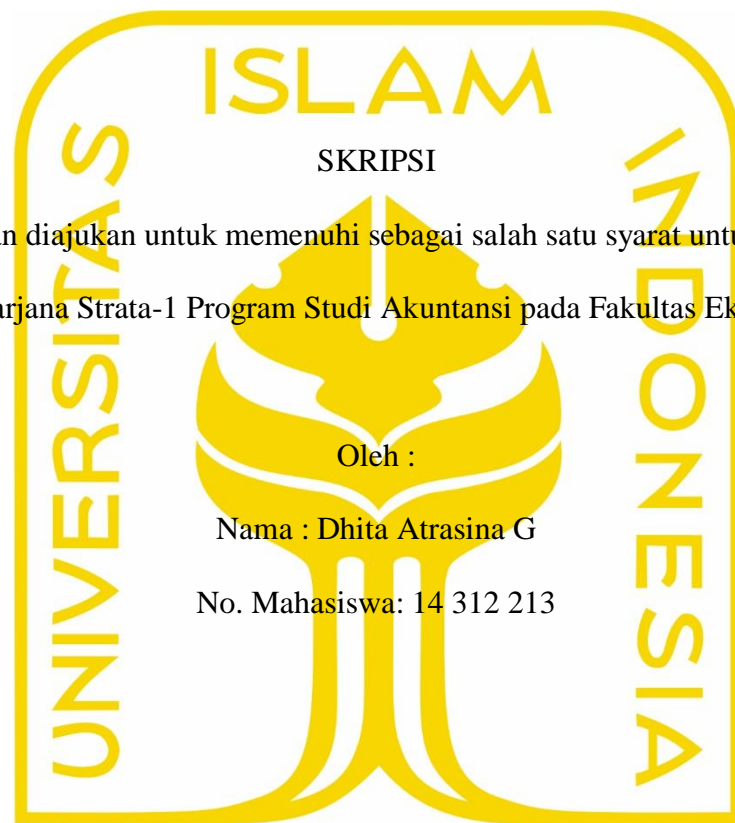 ISLAM
UNIVERSITAS
INDONESIA
SKRIPSI
n diajukan untuk memenuhi sebagai salah satu syarat untu
arjana Strata-1 Program Studi Akuntansi pada Fakultas Ek
Oleh :
Nama : Dhita Atrasina G
No. Mahasiswa: 14 312 213